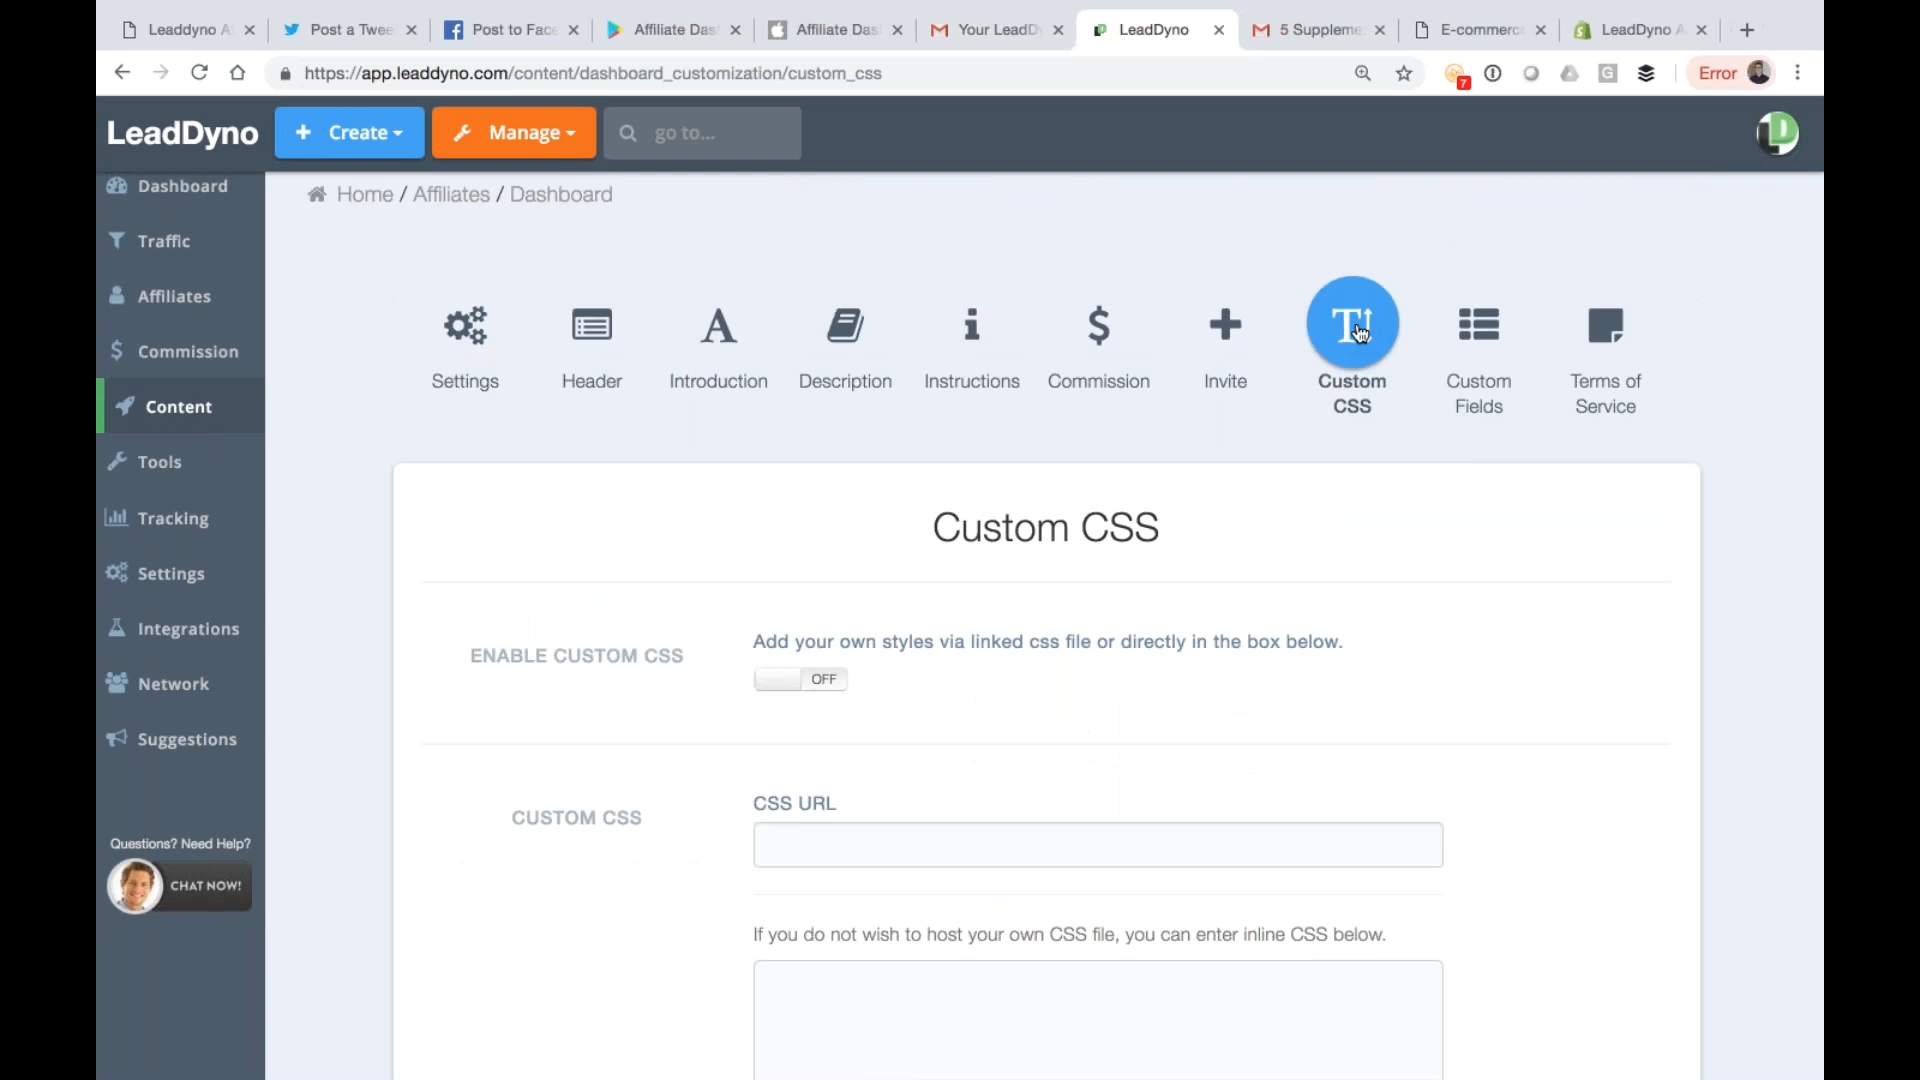 Leaddyno A
Post a Twee
Post to Face
Affiliate Das
Affiliate Das
Your LeadDy
LeadDyno
5 Suppleme
E-commerc
LeadDyno A
https://app.leaddyno.com/content/dashboard_customization/custom_css
7
Error
LeadDyno
Create
Manage
go to...
Dashboard
Traffic
Affiliates
Commission
Content
Tools
Tracking
Settings
Integrations
Network
Suggestions
Questions? Need Help?
CHAT NOW!
Home / Affiliates / Dashboard
Settings
Header
Introduction
Description
Instructions
Commission
Invite
Custom
CSS
Custom
Fields
Terms of
Service
Custom CSS
ENABLE CUSTOM CSS
Add your own styles via linked css file or directly in the box below.
OFF
CUSTOM CSS
CSS URL
If you do not wish to host your own CSS file, you can enter inline CSS below.